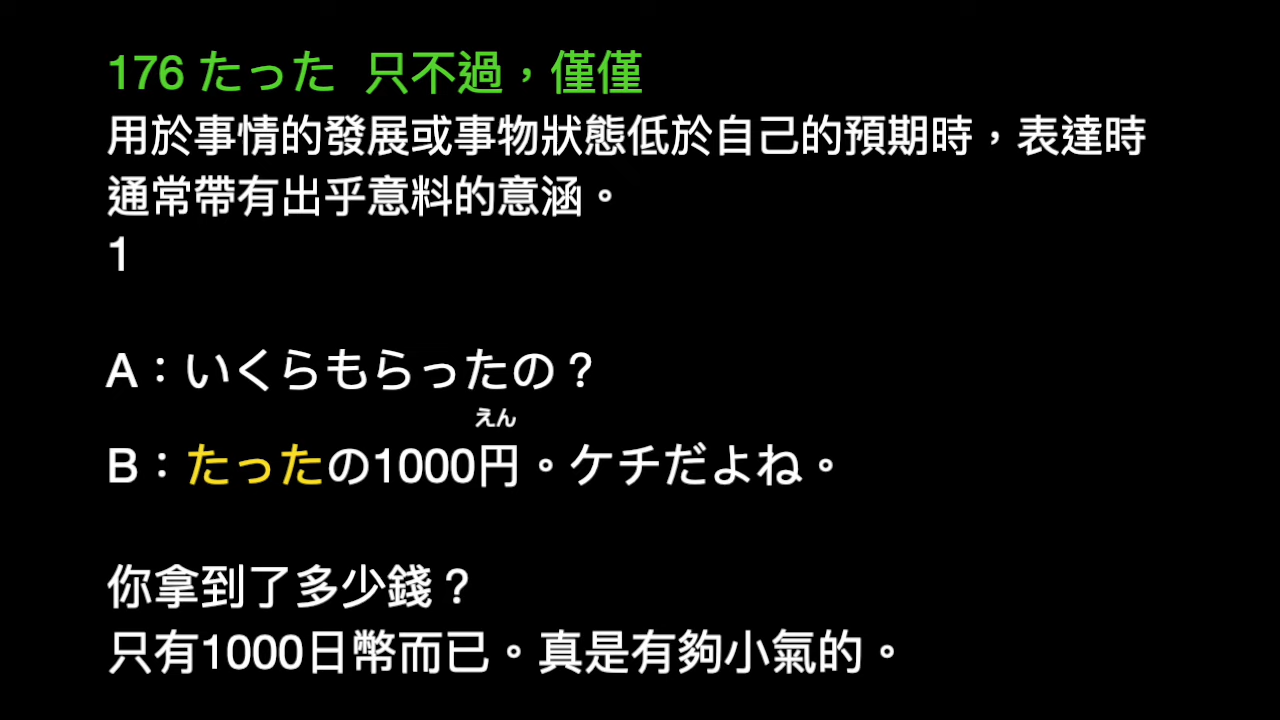 176 たった 只不過，僅僅
用於事情的發展或事物狀態低於自己的預期時，表達時
通常帶有出乎意料的意涵。
1
A：いくらもらったの？
えん
B：たったの1000円。ケチだよね。
你拿到了多少錢？
只有1000日幣而已。真是有夠小氣的。